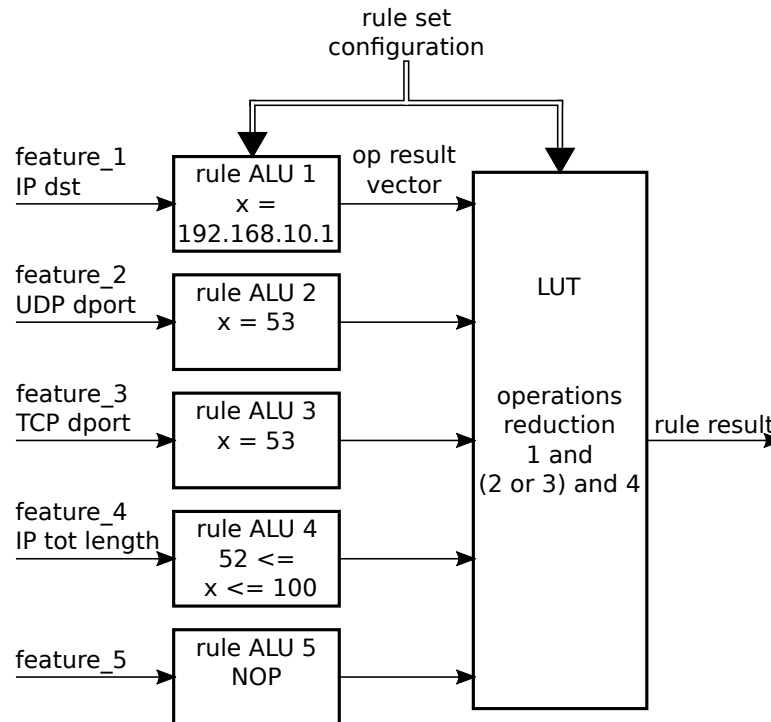 rule set
configuration
feature_1
IP dst
rule ALU 1
x =
192.168.10.1
op result
vector
feature_2
UDP dport
rule ALU 2
x = 53
LUT
feature_3
TCP dport
rule ALU 3
x = 53
operations
reduction
1 and
(2 or 3) and 4
rule result
feature_4
IP tot length
rule ALU 4
52 <=
x <= 100
feature_5
rule ALU 5
NOP